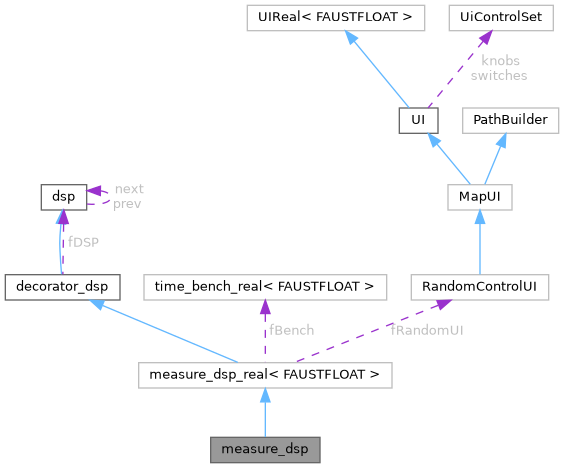 UIReal< FAUSTFLOAT >
UiControlSet
knobs
switches
UI
PathBuilder
dsp
next
prev
MapUI
fDSP
decorator_dsp
time_bench_real< FAUSTFLOAT >
RandomControlUI
fBench
fRandomUI
measure_dsp_real< FAUSTFLOAT >
measure_dsp